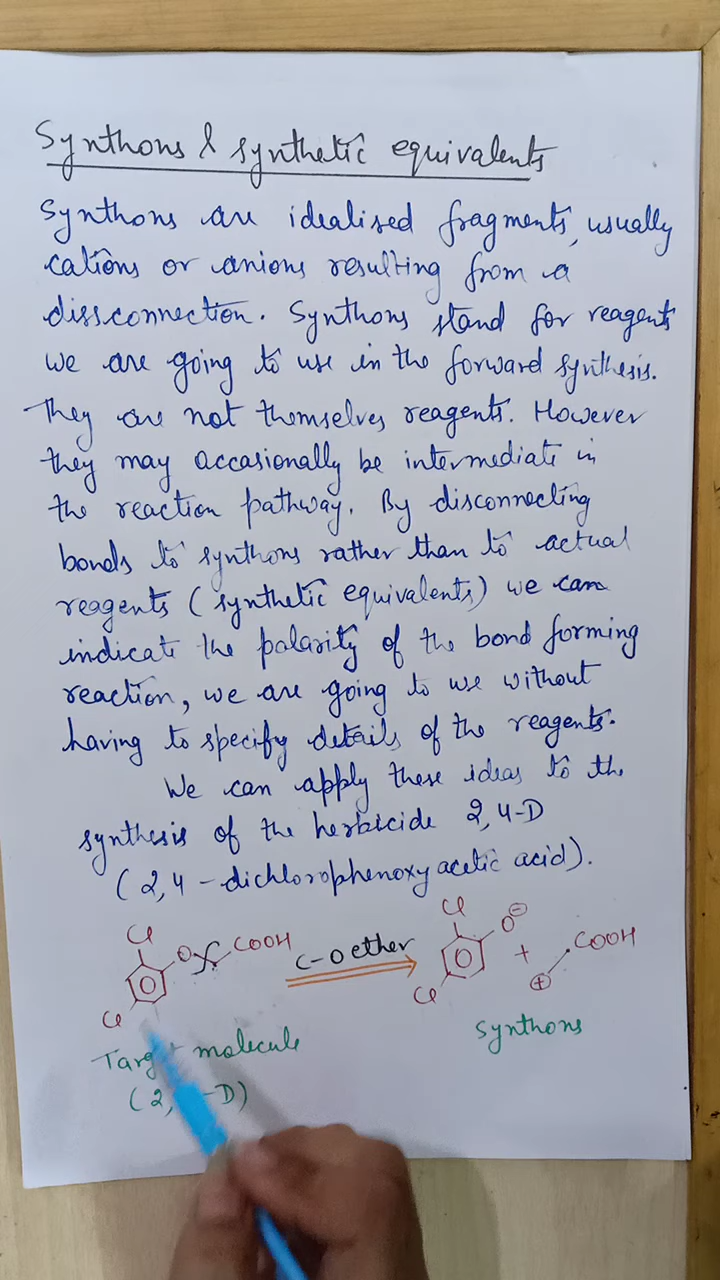 Synthons & synthetic equivalents
Synthons are idealised fragments, usually
cations or anions resulting from a
dissconnection. Synthons stand for reagents
we are going to use in the forward synthesis.
They are not themselves reagents. However
they may accasionally be intermediate in
the reaction pathway. By disconnecting
bonds to synthons rather than to actual
reagents (synthetic equivalents) we can
indicate the polarity of the bond forming
reaction, we are going to use without
having to specify details of the reagents.
We can apply these ideas to the
synthesis of the herbicide 2,4-D
(2,4-dichlorophenoxy acetic acid).
Cl O COOH Cl
C-O ether
Cl O⊖ + ⊕ COOH Cl
Synthons
molecule